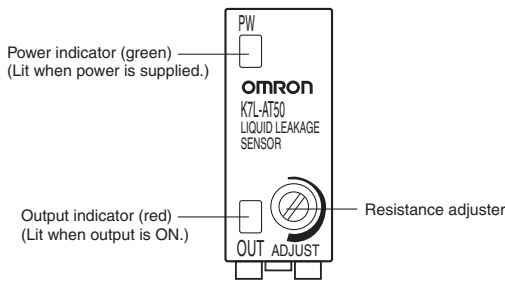 PW
Power indicator (green)
(Lit when power is supplied.)
OMRON
K7L-AT50
LIQUID LEAKAGE
SENSOR
Output indicator (red)
(Lit when output is ON.)
Resistance adjuster
OUT ADJUST